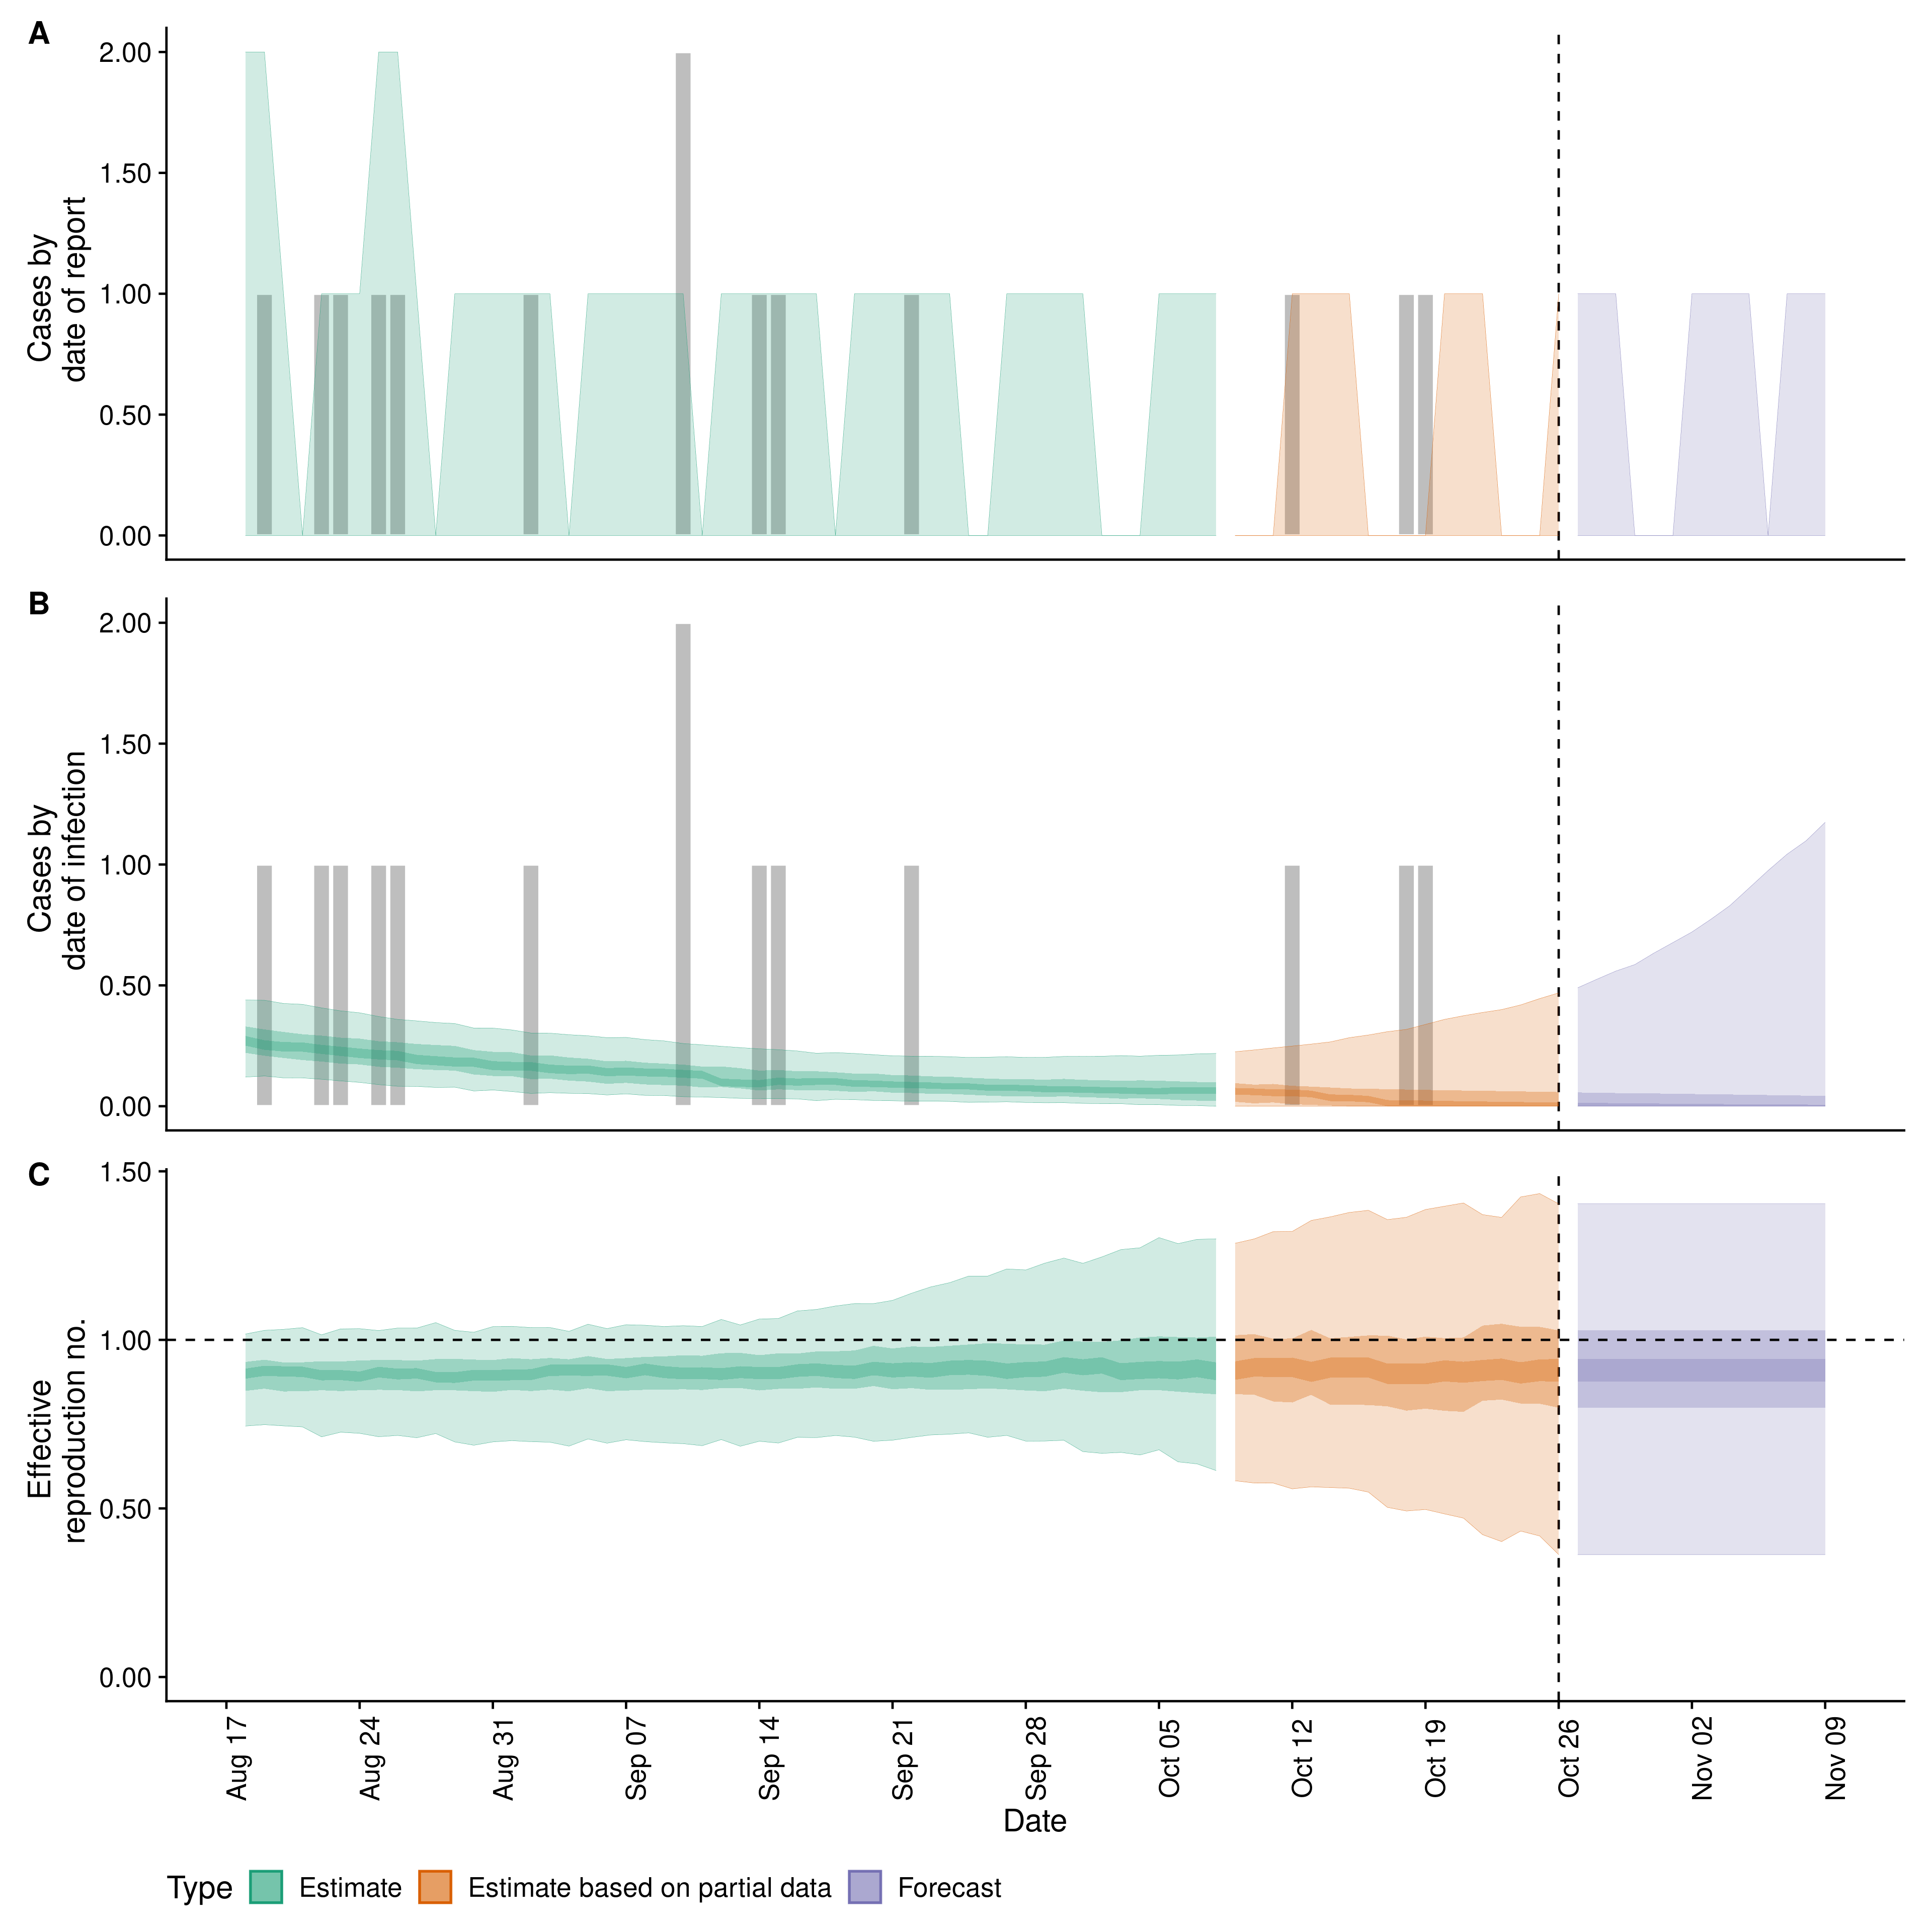 A
2.00
1.50
1.00
0.50
0.00
Cases by
date of report
B
2.00
1.50
1.00
0.50
0.00
Cases by
date of infection
C
1.50
1.00
0.50
0.00
Effective
reproduction no.
Aug 17
Aug 24
Aug 31
Sep 07
Sep 14
Sep 21
Sep 28
Oct 05
Oct 12
Oct 19
Oct 26
Nov 02
Nov 09
Date
Type Estimate Estimate based on partial data Forecast